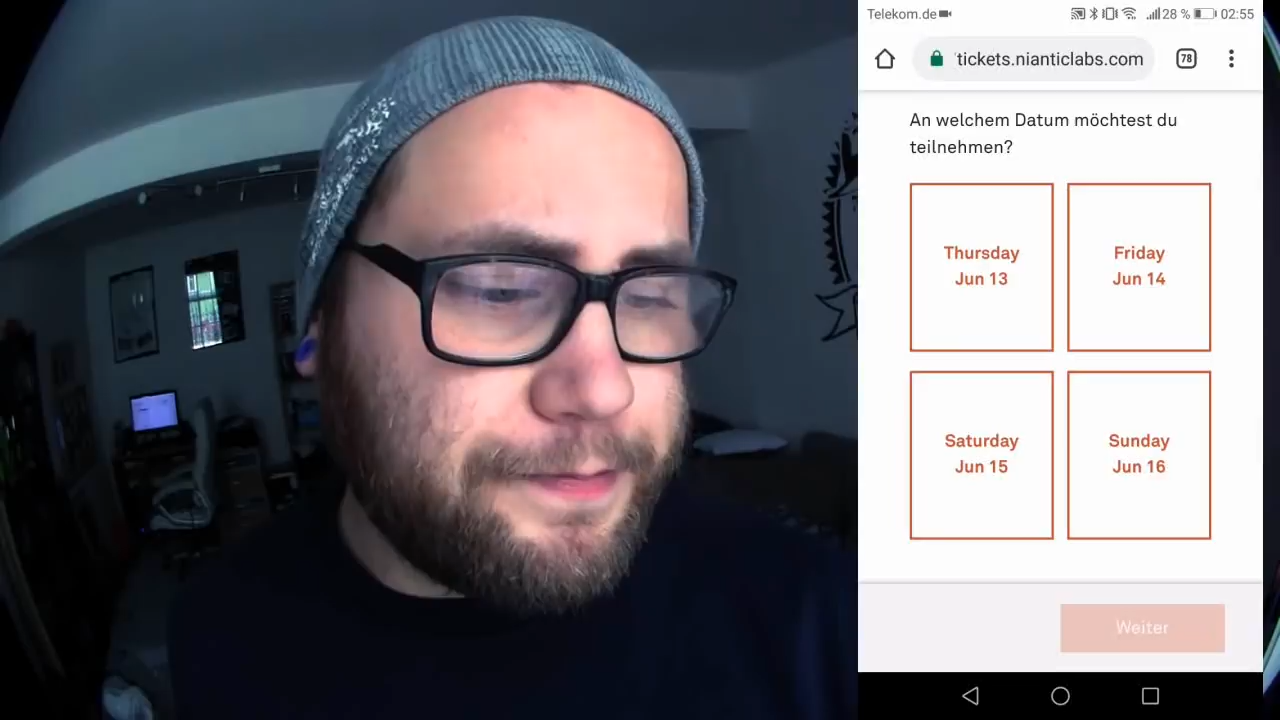 Telekom.de
28 %
02:55
'tickets.nianticlabs.com
78
An welchem Datum möchtest du
teilnehmen?
Thursday
Jun 13
Friday
Jun 14
Saturday
Jun 15
Sunday
Jun 16
Weiter